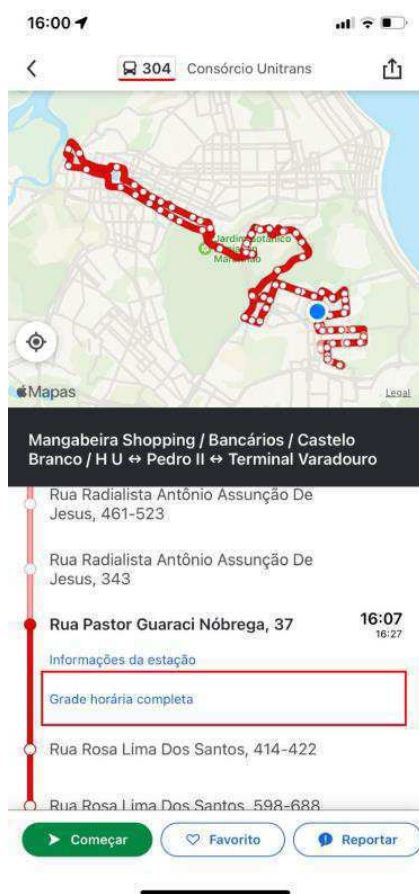 16:00
304 Consórcio Unitrans
Jardim Botânico
Mapas
Legal
Mangabeira Shopping / Bancários / Castelo
Branco / H U ↔ Pedro II ↔ Terminal Varadouro
Rua Radialista Antônio Assunção De
Jesus, 461-523
Rua Radialista Antônio Assunção De
Jesus, 343
Rua Pastor Guaraci Nóbrega, 37 16:07
16:27
Informações da estação
Grade horária completa
Rua Rosa Lima Dos Santos, 414-422
Rua Rosa Lima Dos Santos, 598-688
Começar Favorito Reportar